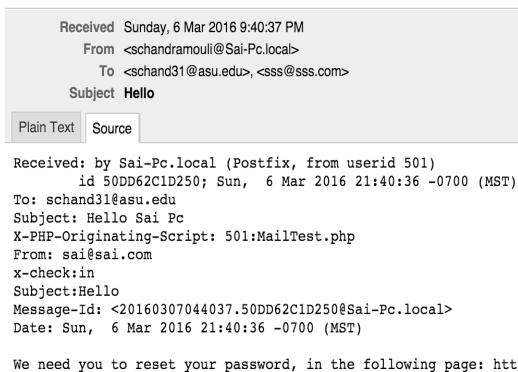 Received Sunday, 6 Mar 2016 9:40:37 PM
From <schandramouli@Sai-Pc.local>
To <schand31@asu.edu>, <sss@sss.com>
Subject Hello
Plain Text Source
Received: by Sai-Pc.local (Postfix, from userid 501)
id 50DD62C1D250; Sun,  6 Mar 2016 21:40:36 -0700 (MST)
To: schand31@asu.edu
Subject: Hello Sai Pc
X-PHP-Originating-Script: 501:MailTest.php
From: sai@sai.com
x-check:in
Subject:Hello
Message-Id: <20160307044037.50DD62C1D250@Sai-Pc.local>
Date: Sun,  6 Mar 2016 21:40:36 -0700 (MST)
We need you to reset your password, in the following page: htt